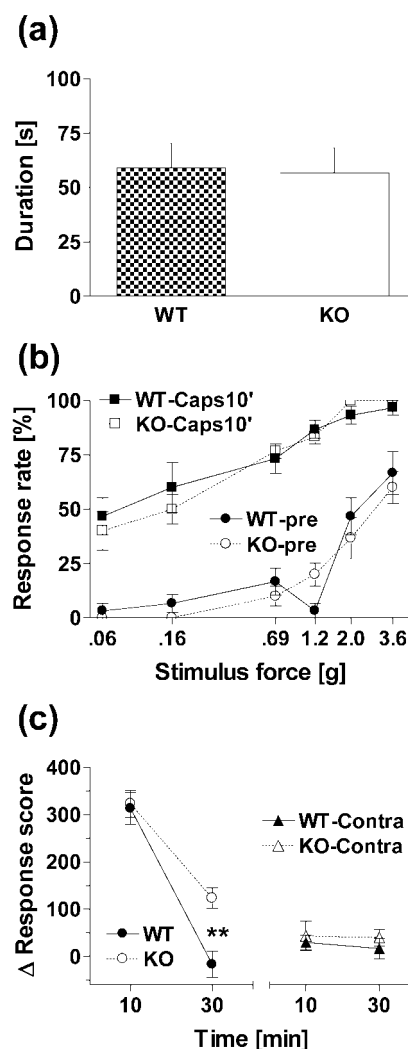 (a)
100
75
50
25
0
Duration [s]
WT
KO
(b)
100
75
50
25
0
Response rate [%]
WT-Caps10'
KO-Caps10'
WT-pre
KO-pre
.06
.16
.69
1.2
2.0
3.6
Stimulus force [g]
(c)
400
300
200
100
0
Δ Response score
WT-Contra
KO-Contra
WT
KO
**
10
30
10
30
Time [min]